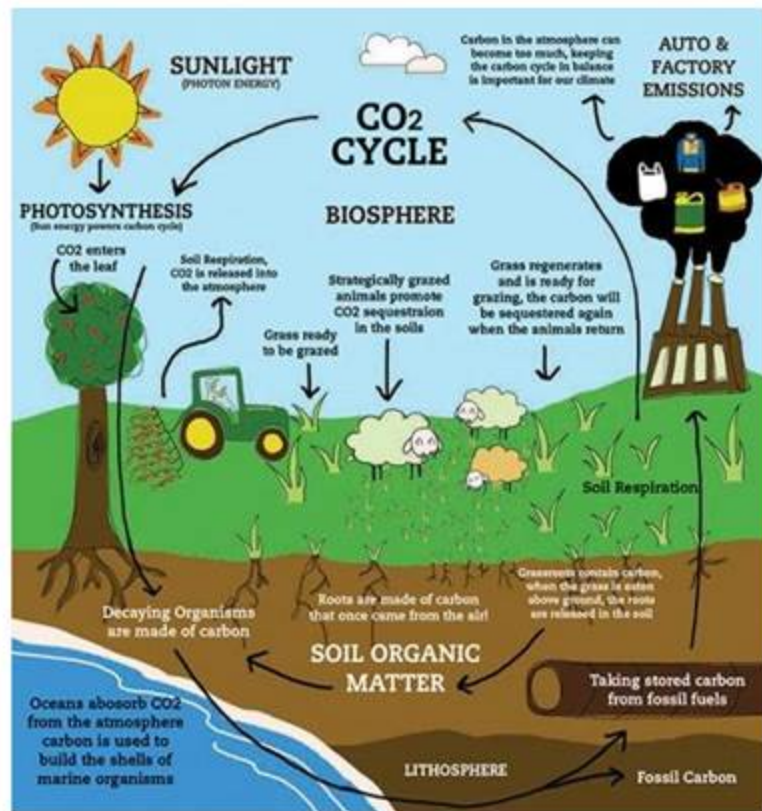 SUNLIGHT
(PHOTON ENERGY)
Carbon in the atmosphere can
become too much, keeping
the carbon cycle in balance
is important for our climate
AUTO &
FACTORY
EMISSIONS
CO2
CYCLE
PHOTOSYNTHESIS
(Sun energy powers carbon cycle)
BIOSPHERE
CO2 enters
the leaf
Soil Respiration,
CO2 is released into
the atmosphere
Strategically grazed
animals promote
CO2 sequestraion
in the soils
Grass regenerates
and is ready for
grazing, the carbon will
be sequestered again
when the animals return
Grass ready
to be grazed
Soil Respiration
Decaying Organisms
are made of carbon
Roots are made of carbon
that once came from the air!
contain carbon,
when the grass is eaten
above ground, the roots
are released in the soil
SOIL ORGANIC
MATTER
Taking stored carbon
from fossil fuels
Oceans abosorb CO2
from the atmosphere
carbon is used to
build the shells of
marine organisms
LITHOSPHERE
Fossil Carbon